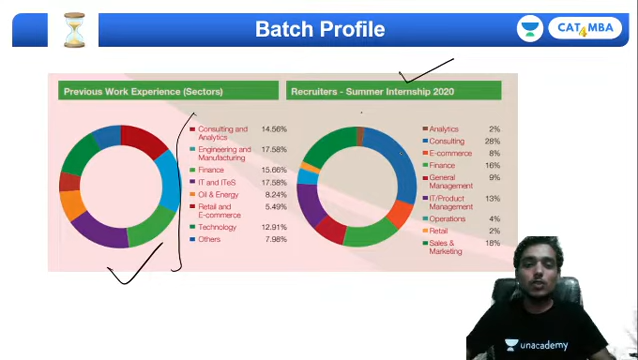 Batch Profile
CAT4MBA
Previous Work Experience (Sectors)
Consulting and
Analytics 14.56%
Engineering and
Manufacturing 17.58%
Finance 15.66%
IT and ITeS 17.58%
Oil & Energy 8.24%
Retail and
E-commerce 5.49%
Technology 12.91%
Others 7.98%
Recruiters - Summer Internship 2020
Analytics 2%
Consulting 28%
E-commerce 8%
Finance 16%
General
Management 9%
IT/Product
Management 13%
Operations 4%
Retail 2%
Sales &
Marketing 18%
unacademy